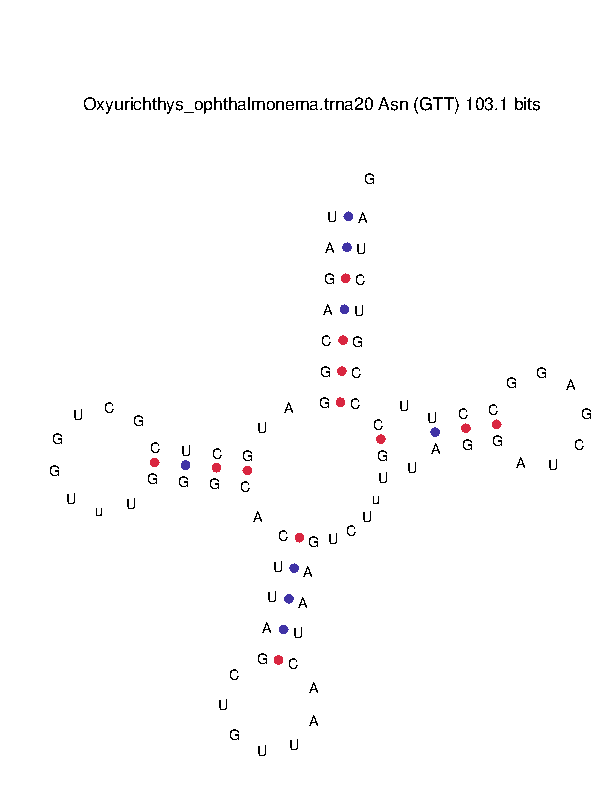 Oxyurichthys_ophthalmonema.trna20 Asn (GTT) 103.1 bits
G
U A
A U
G C
A U
C G
G C G
G A
C A G C U
U U C C G
G U C
G C U C G G A G G C
G U A U
G G G C U
U u U u
A U
C G U C
U A
U A
A U
G C
C A
U A
G U U